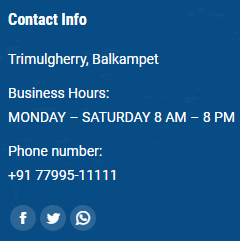 Contact Info
Trimulgherry, Balkampet
Business Hours:
MONDAY – SATURDAY 8 AM – 8 PM
Phone number:
+91 77995-11111